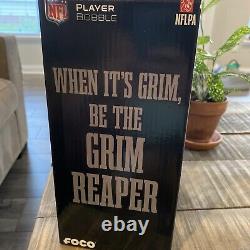 NFL PLAYER NFLPA
BOBBLE
WHEN IT'S GRIM,
BE THE
GRIM
REAPER
FOCO
ebay